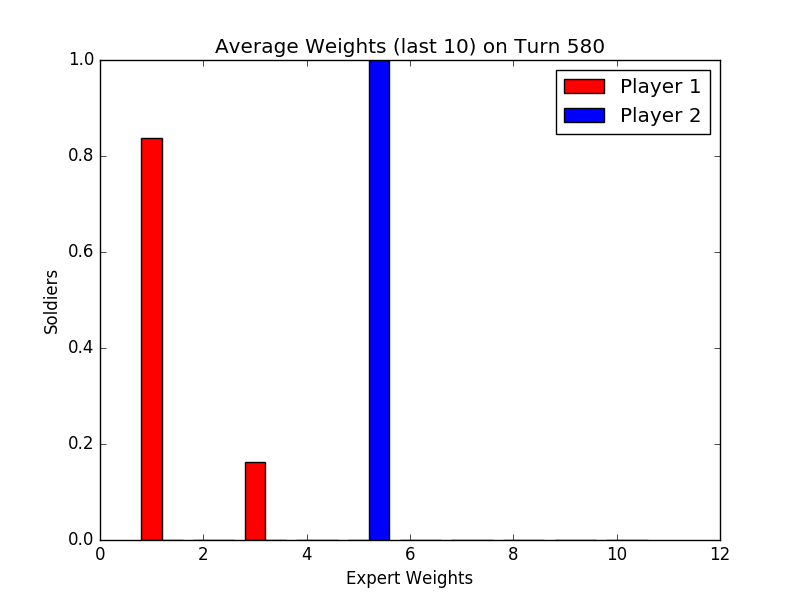 Average Weights (last 10) on Turn 580
Player 1
Player 2
1.0
0.8
0.6
0.4
0.2
0.0
Soldiers
0 2 4 6 8 10 12
Expert Weights